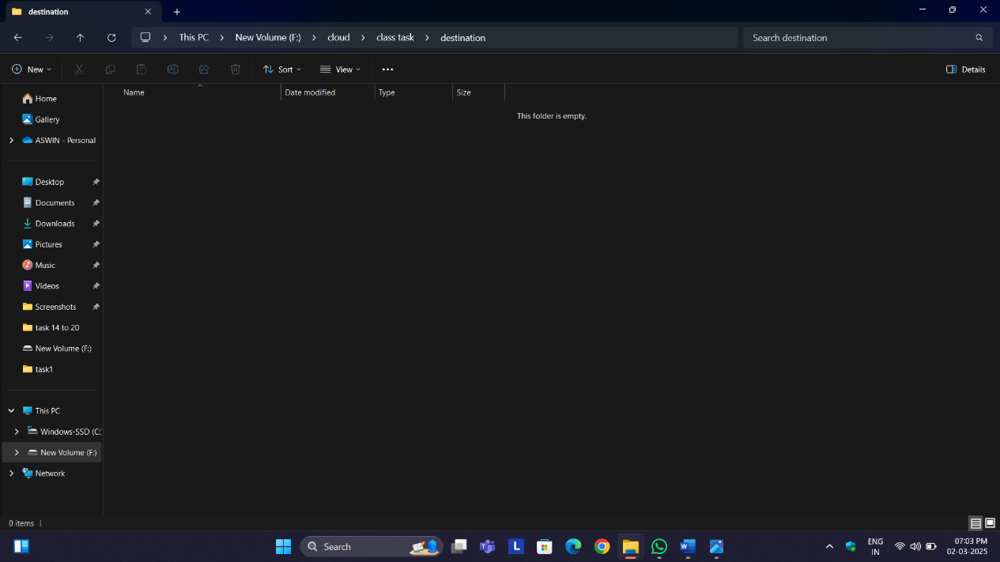 destination
This PC
New Volume (F:)
cloud
class task
destination
Search destination
New
Sort
View
Details
Name
Date modified
Type
Size
This folder is empty.
Home
Gallery
ASWIN - Personal
Desktop
Documents
Downloads
Pictures
Music
Videos
Screenshots
task 14 to 20
New Volume (F:)
task1
This PC
Windows-SSD (C:
New Volume (F:)
Network
0 items
Search
ENG
IN
07:03 PM
02-03-2025